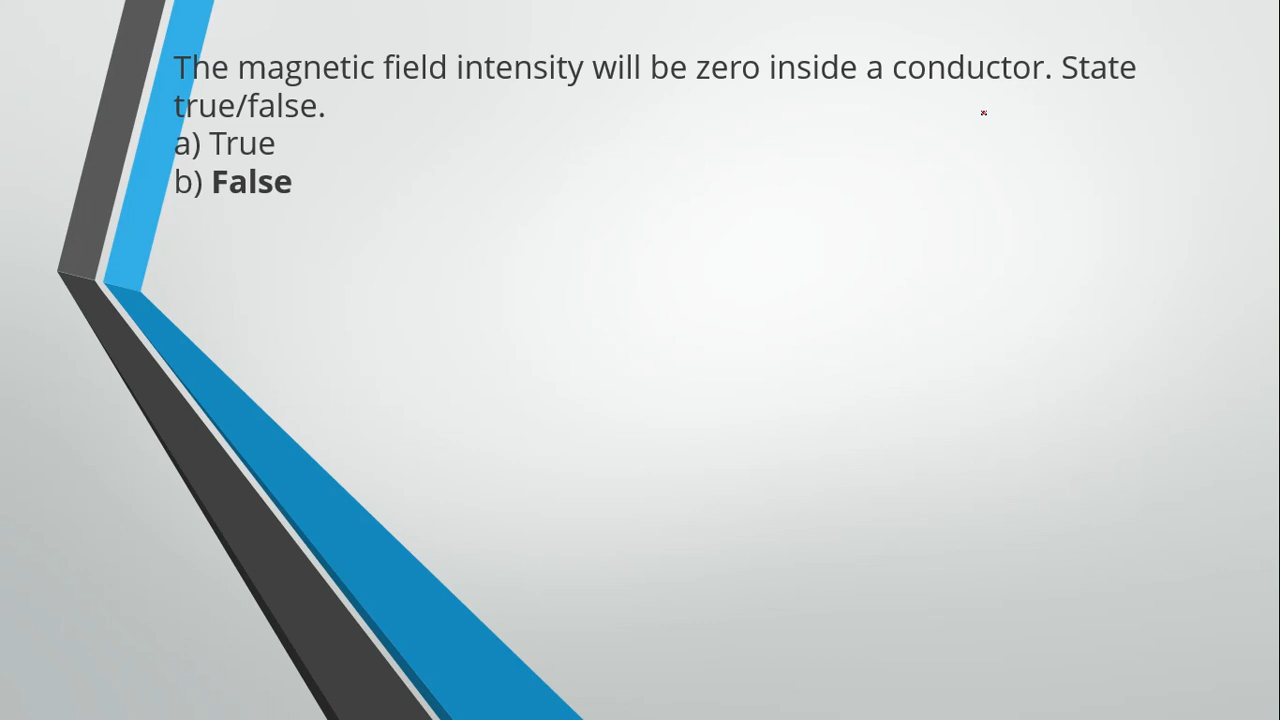 The magnetic field intensity will be zero inside a conductor. State
true/false.
a) True
b) False